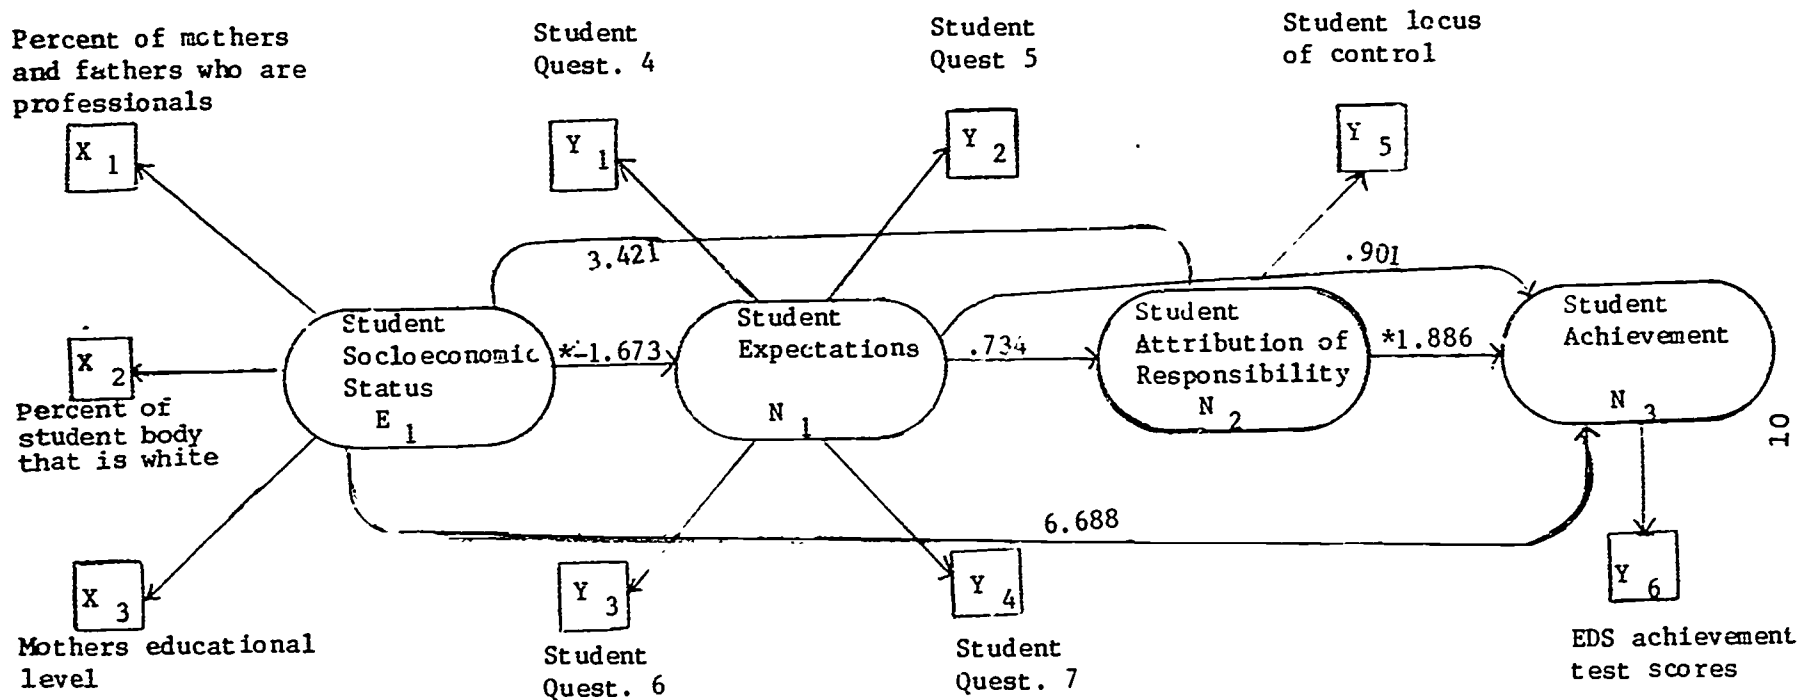 Percent of mothers
and fathers who are
professionals
Student
Quest. 4
Student
Quest 5
Student locus
of control
X 1
Y 1
Y 2
Y 5
3.421
.901
Student
Socioeconomic
Status
E 1
*-1.673
Student
Expectations
N 1
.734
Student
Attribution of
Responsibility
N 2
*1.886
Student
Achievement
N 3
X 2
Percent of
student body
that is white
10
6.688
X 3
Mothers educational
level
Y 3
Student
Quest. 6
Y 4
Student
Quest. 7
Y 6
EDS achievement
test scores